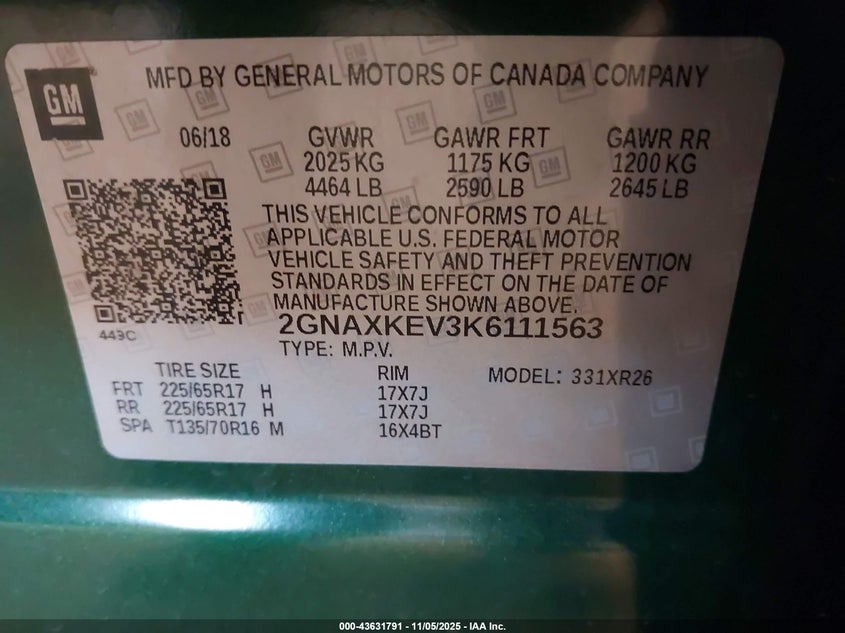 GM
MFD BY GENERAL MOTORS OF CANADA COMPANY
06/18 GVWR GAWR FRT GAWR RR
2025 KG 1175 KG 1200 KG
4464 LB 2590 LB 2645 LB
THIS VEHICLE CONFORMS TO ALL
APPLICABLE U.S. FEDERAL MOTOR
VEHICLE SAFETY AND THEFT PREVENTION
STANDARDS IN EFFECT ON THE DATE OF
MANUFACTURE SHOWN ABOVE.
449C
2GNAXKEV3K6111563
TYPE: M.P.V.
TIRE SIZE RIM MODEL: 331XR26
FRT 225/65R17 H 17X7J
RR 225/65R17 H 17X7J
SPA T135/70R16 M 16X4BT
000-43631791 - 11/05/2025 - IAA Inc.